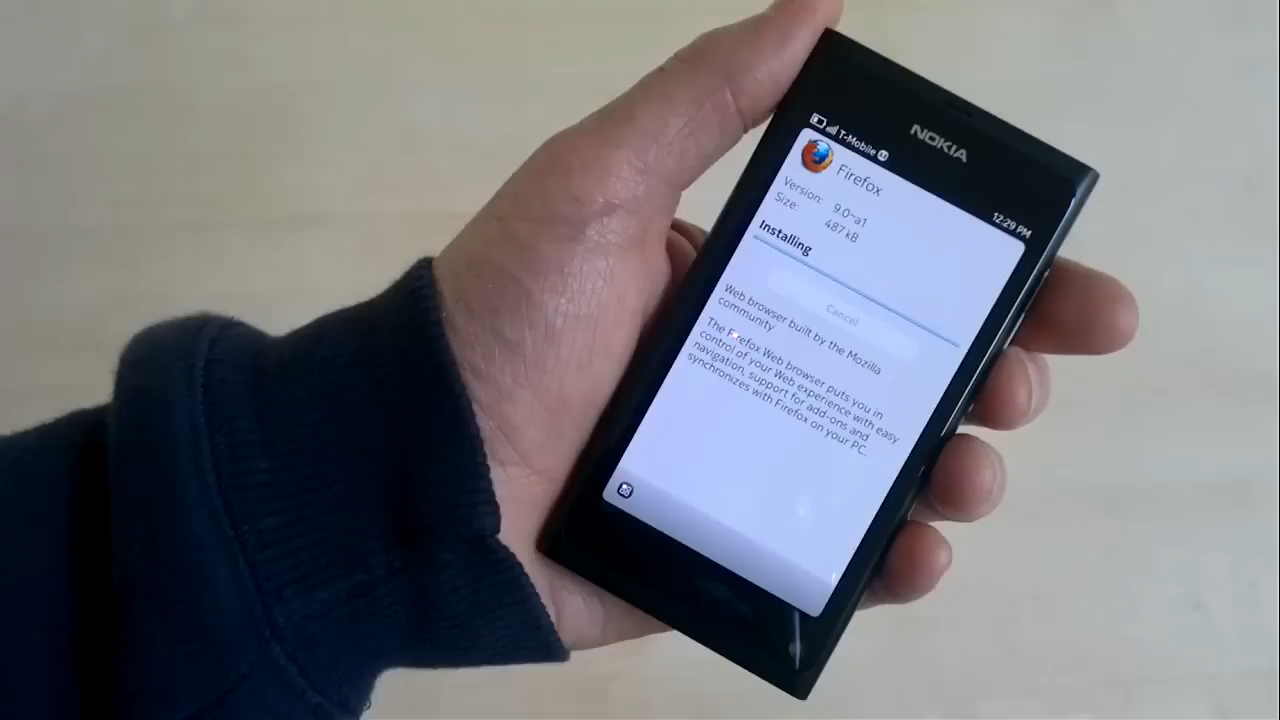 NOKIA
T-Mobile
12:29 PM
Firefox
Version: 9.0~a1
Size: 487 kB
Installing
Cancel
Web browser built by the Mozilla
community
The Firefox Web browser puts you in
control of your Web experience with easy
navigation, support for add-ons and
synchronizes with Firefox on your PC.